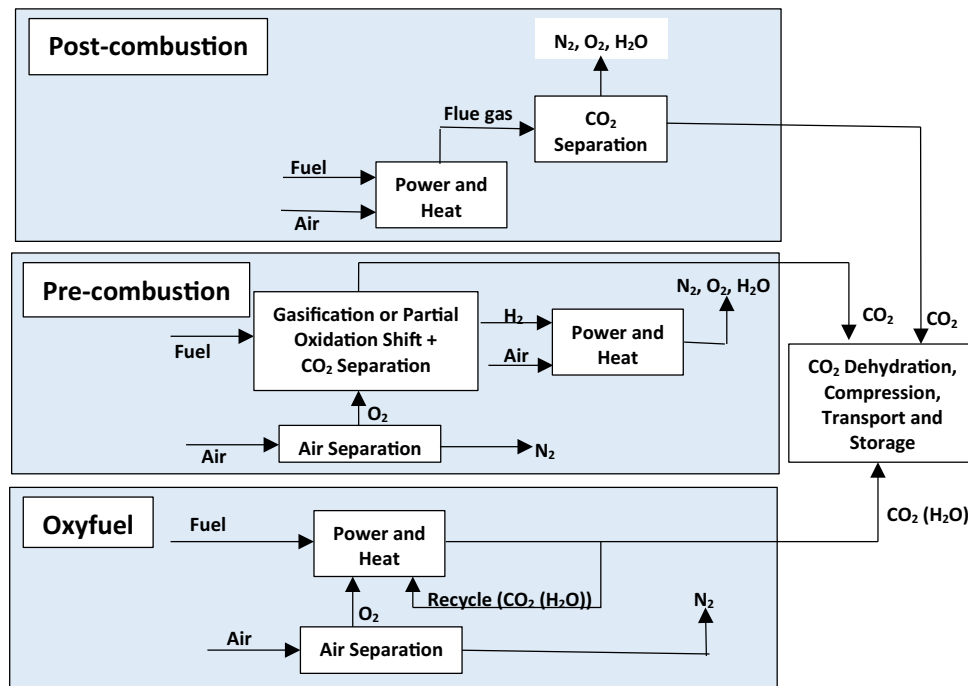 Post-combustion
N₂, O₂, H₂O
Flue gas
CO₂
Separation
Fuel
Power and
Heat
Air
Pre-combustion
N₂, O₂, H₂O
Gasification or Partial
Oxidation Shift +
CO₂ Separation
H₂
Power and
Heat
Fuel
Air
O₂
Air Separation
Air
N₂
CO₂
CO₂
CO₂ Dehydration,
Compression,
Transport and
Storage
Oxyfuel
Fuel
Power and
Heat
CO₂ (H₂O)
O₂
Recycle (CO₂ (H₂O))
N₂
Air
Air Separation